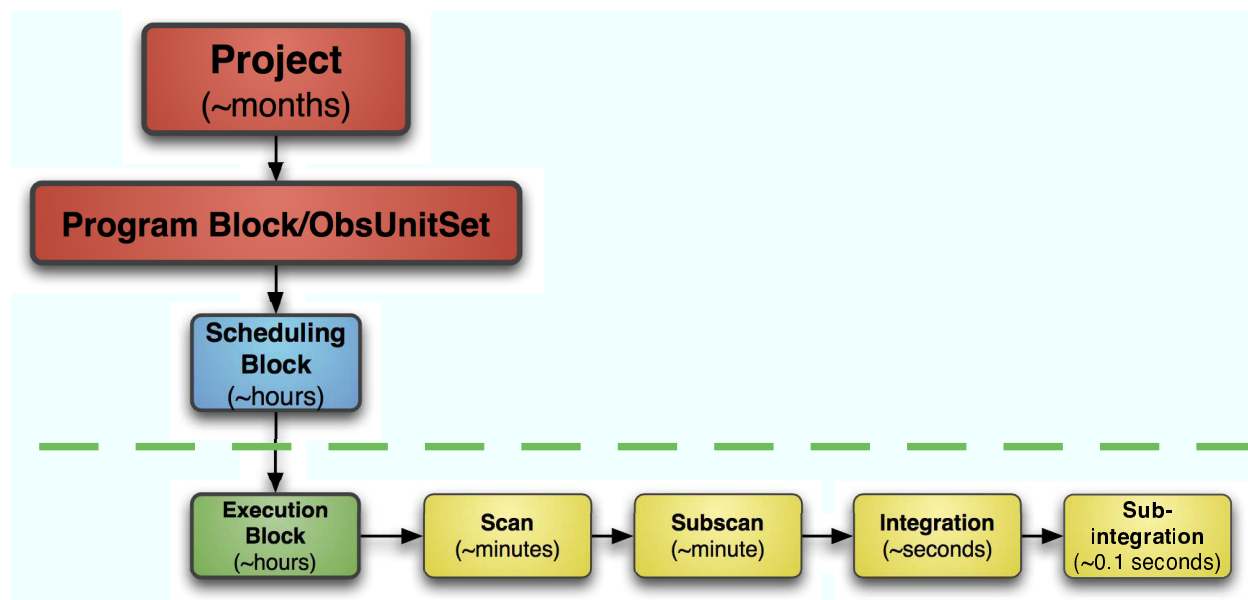 Project
(~months)
Program Block/ObsUnitSet
Scheduling
Block
(~hours)
Execution
Block
(~hours)
Scan
(~minutes)
Subscan
(~minute)
Integration
(~seconds)
Sub-
integration
(~0.1 seconds)